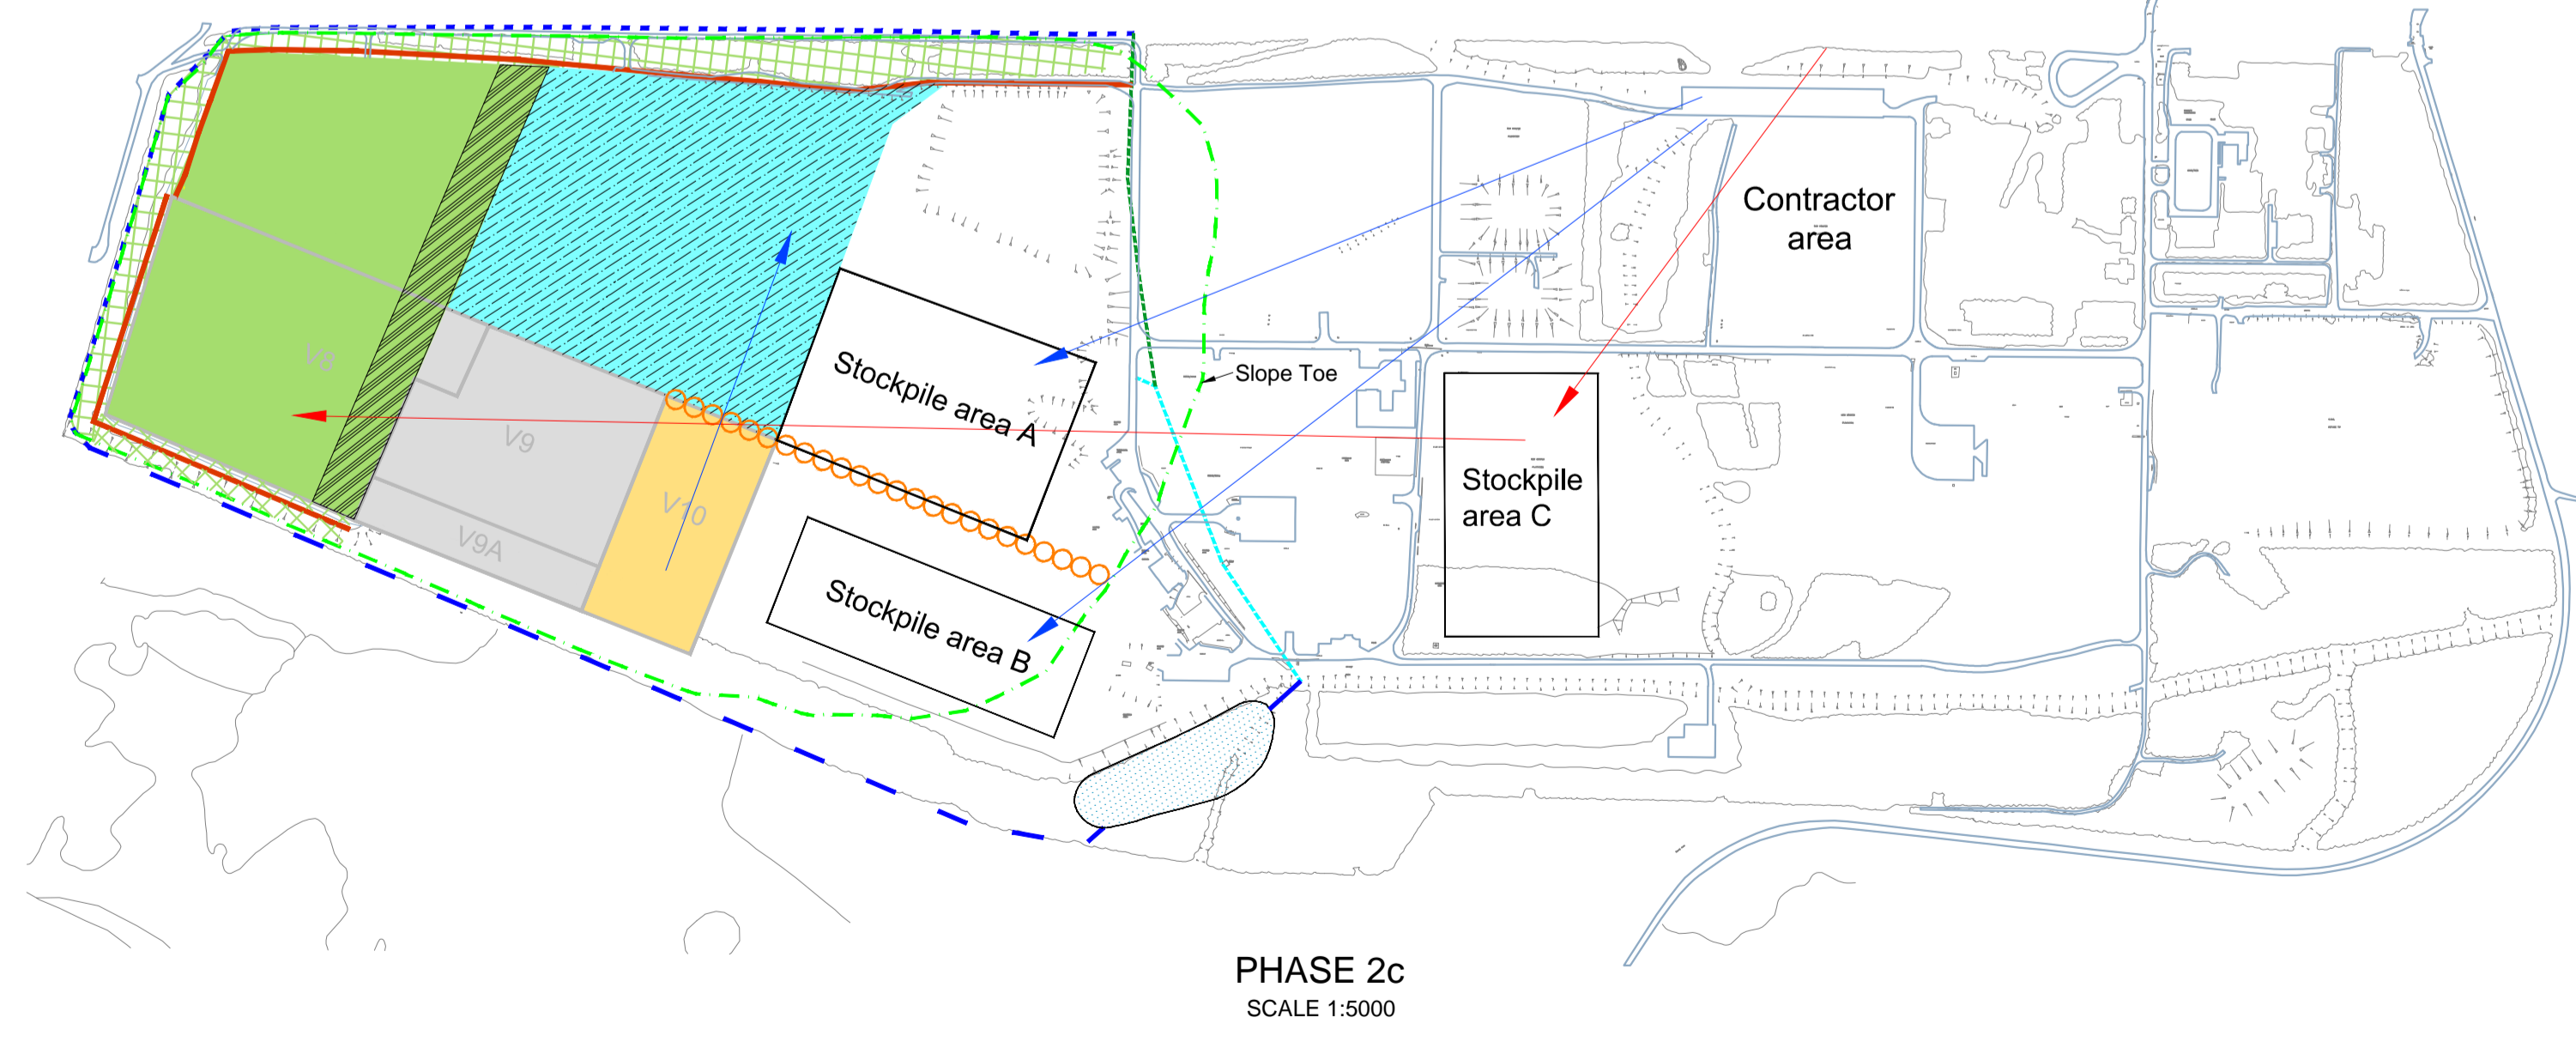 Contractor
area
V8
Stockpile area A
Slope Toe
V9
Stockpile
area C
V10
V9A
Stockpile area B
PHASE 2c
SCALE 1:5000